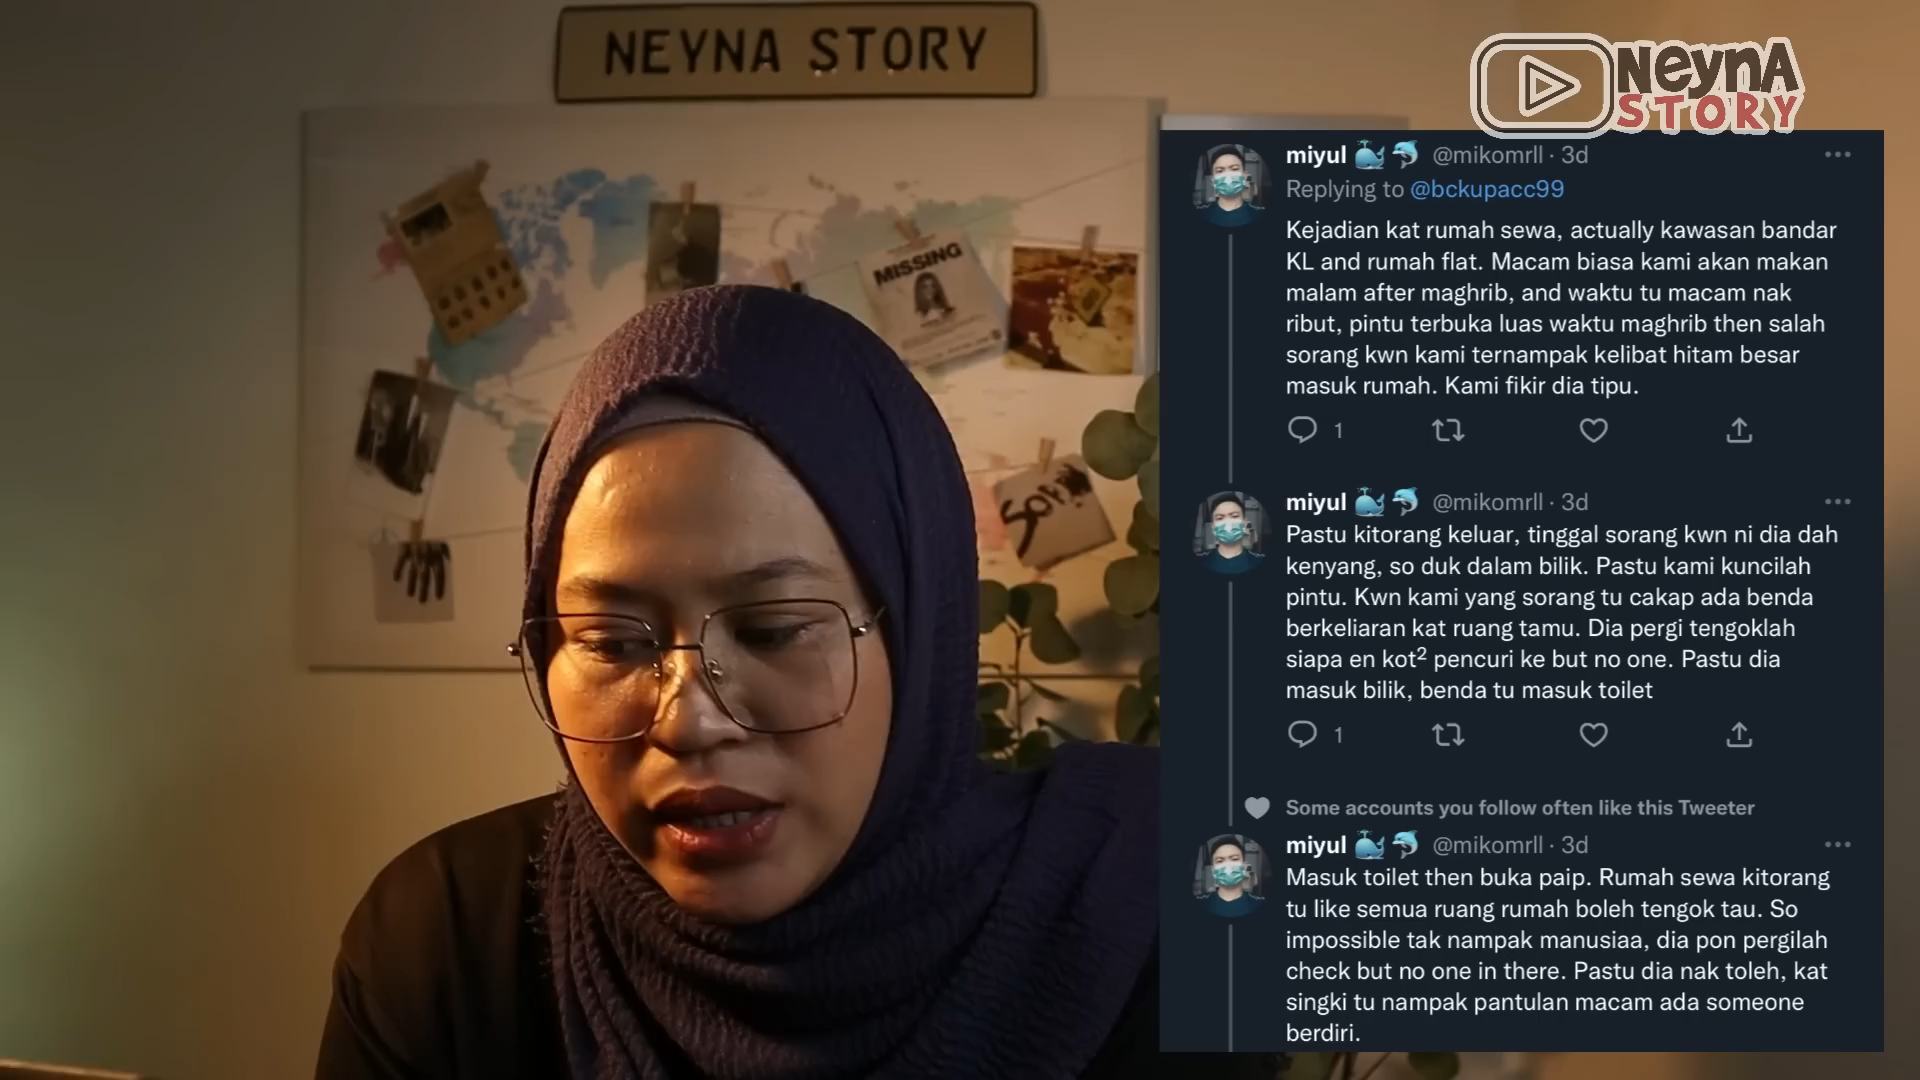 NEYNA STORY
NeynA
STORY
MISSING
miyul @mikomrll · 3d
Replying to @bckupacc99
Kejadian kat rumah sewa, actually kawasan bandar
KL and rumah flat. Macam biasa kami akan makan
malam after maghrib, and waktu tu macam nak
ribut, pintu terbuka luas waktu maghrib then salah
sorang kwn kami ternampak kelibat hitam besar
masuk rumah. Kami fikir dia tipu.
1
miyul @mikomrll · 3d
Pastu kitorang keluar, tinggal sorang kwn ni dia dah
kenyang, so duk dalam bilik. Pastu kami kuncilah
pintu. Kwn kami yang sorang tu cakap ada benda
berkeliaran kat ruang tamu. Dia pergi tengoklah
siapa en kot² pencuri ke but no one. Pastu dia
masuk bilik, benda tu masuk toilet
1
Some accounts you follow often like this Tweeter
miyul @mikomrll · 3d
Masuk toilet then buka paip. Rumah sewa kitorang
tu like semua ruang rumah boleh tengok tau. So
impossible tak nampak manusiaa, dia pon pergilah
check but no one in there. Pastu dia nak toleh, kat
singki tu nampak pantulan macam ada someone
berdiri.